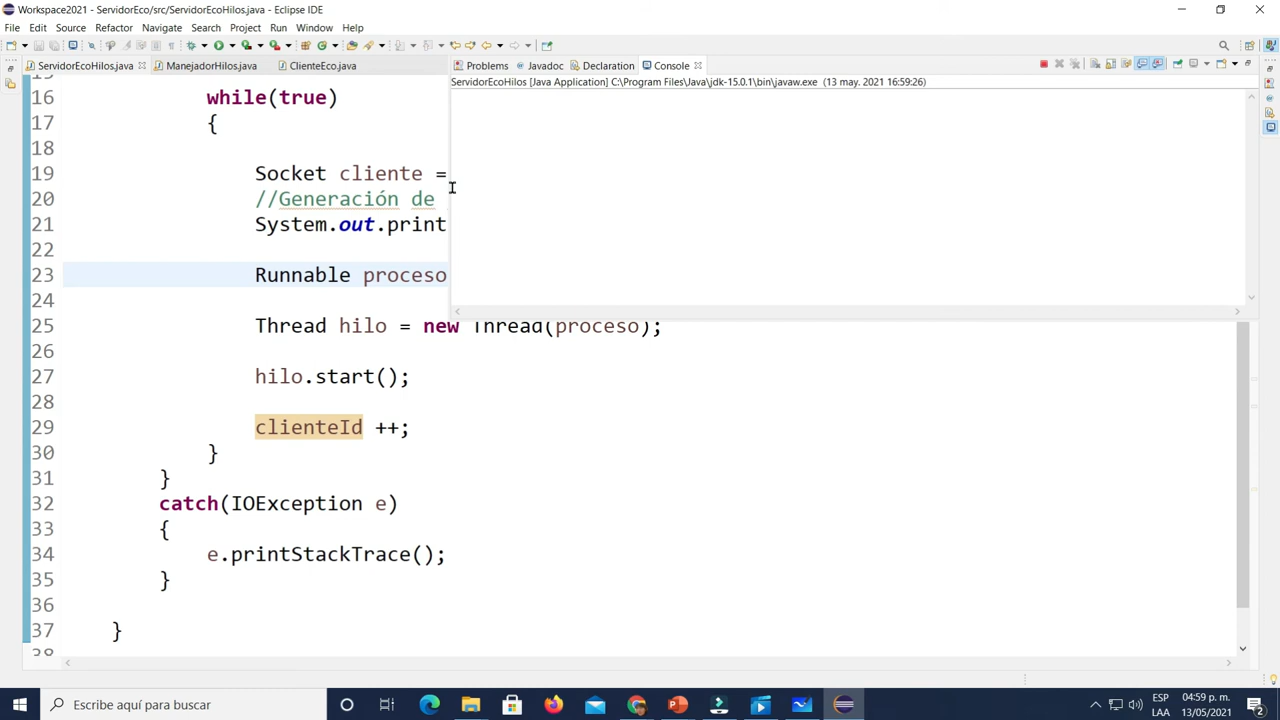 Workspace2021 - ServidorEco/src/ServidorEcoHilos.java - Eclipse IDE
File Edit Source Refactor Navigate Search Project Run Window Help
ServidorEcoHilos.java ManejadorHilos.java ClienteEco.java Problems Javadoc Declaration Console
ServidorEcoHilos [Java Application] C:\Program Files\Java\jdk-15.0.1\bin\javaw.exe (13 may. 2021 16:59:26)
16 while(true)
17 {
18
19 Socket cliente =
20 //Generación de
21 System.out.print
22
23 Runnable proceso
24
25 Thread hilo = new Thread(proceso);
26
27 hilo.start();
28
29 clienteId ++;
30 }
31 }
32 catch(IOException e)
33 {
34 e.printStackTrace();
35 }
36
37 }
38
Escribe aquí para buscar
ESP 04:59 p. m.
LAA 13/05/2021
2